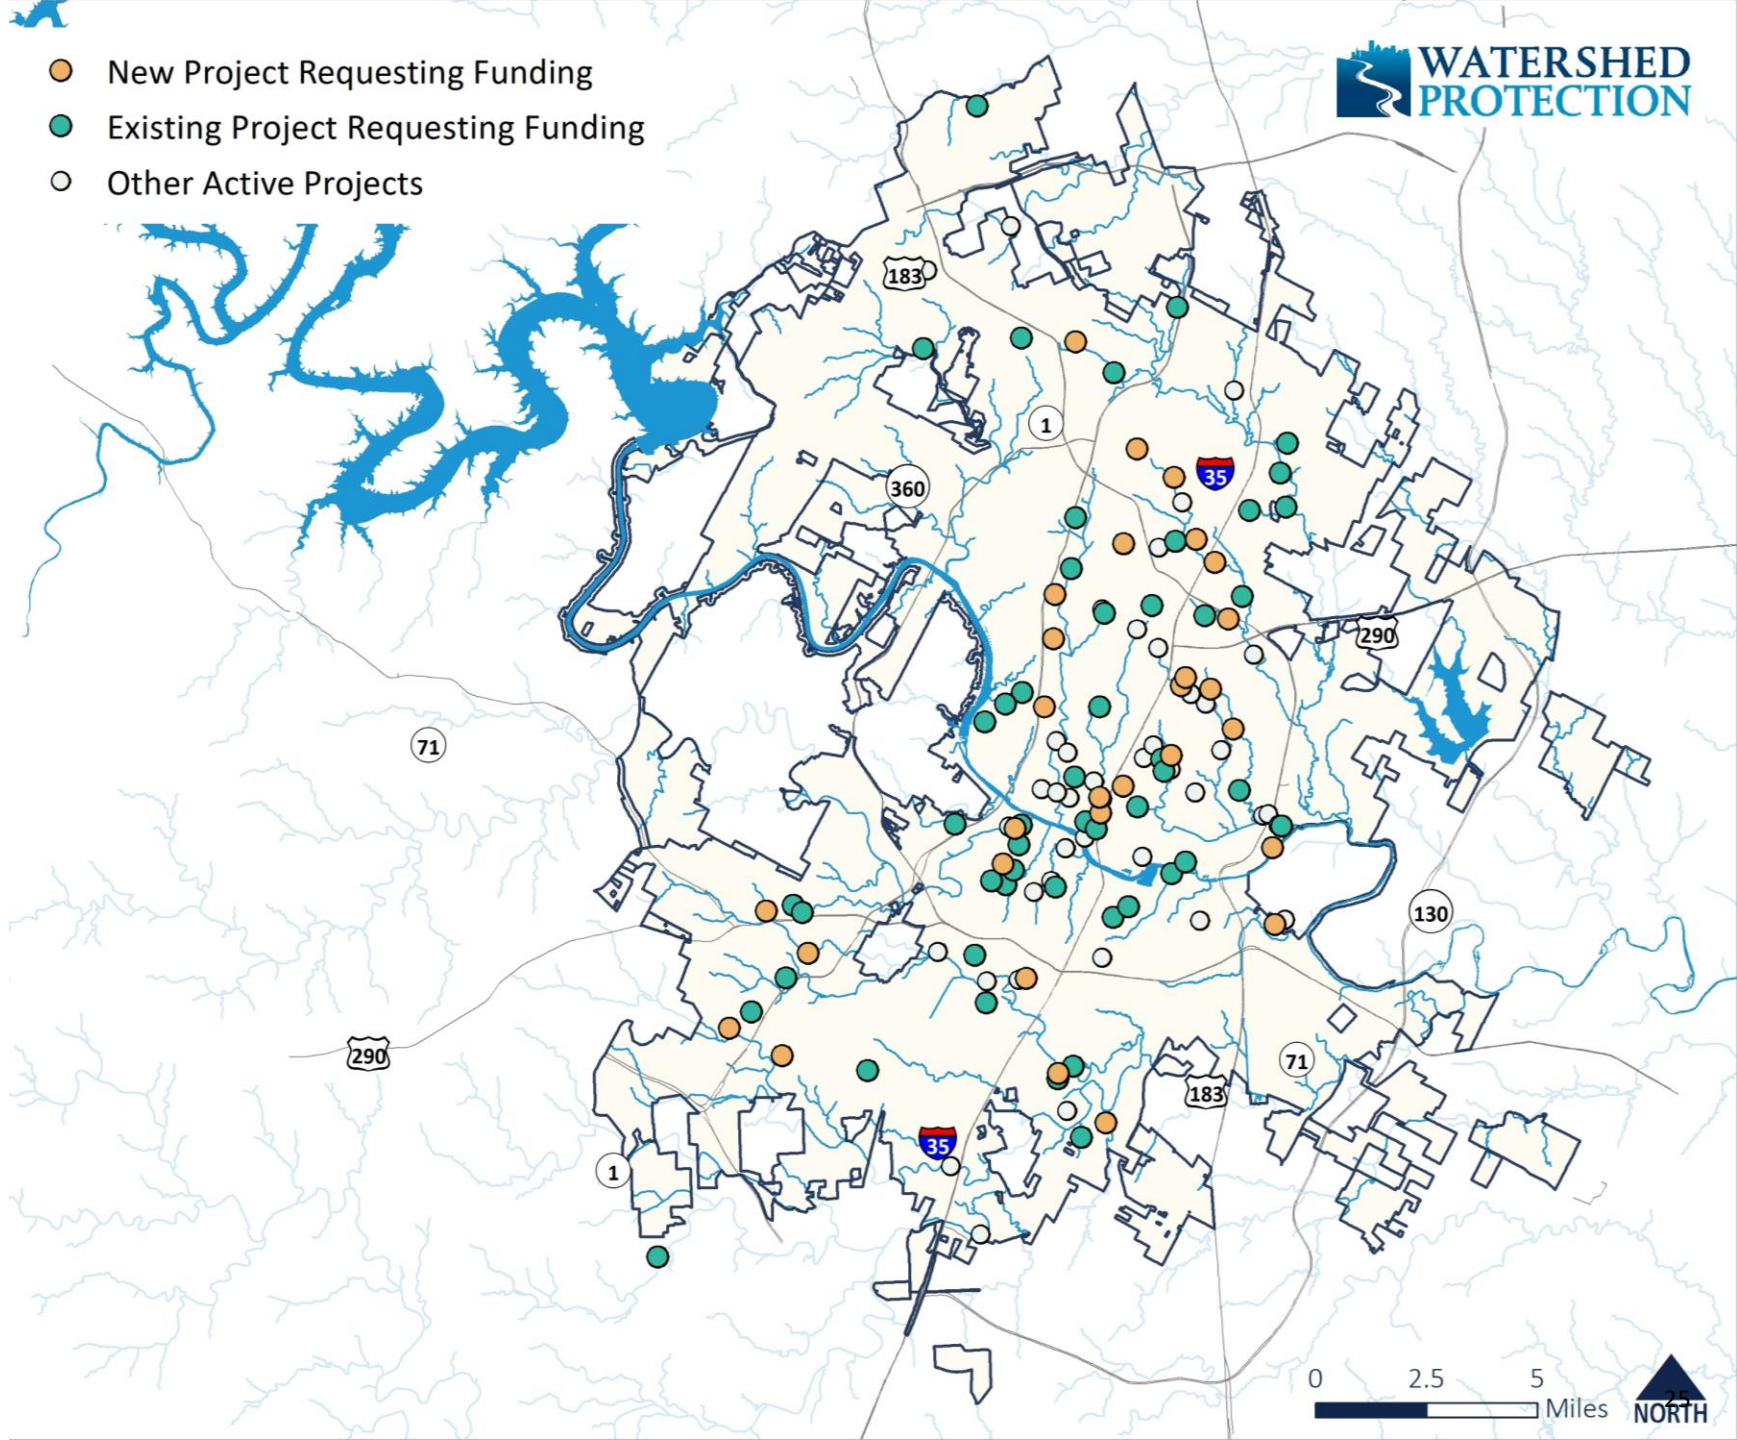 New Project Requesting Funding
Existing Project Requesting Funding
Other Active Projects
WATERSHED
PROTECTION
183
1
360
35
290
71
130
290
71
183
35
1
0 2.5 5
Miles
25
NORTH